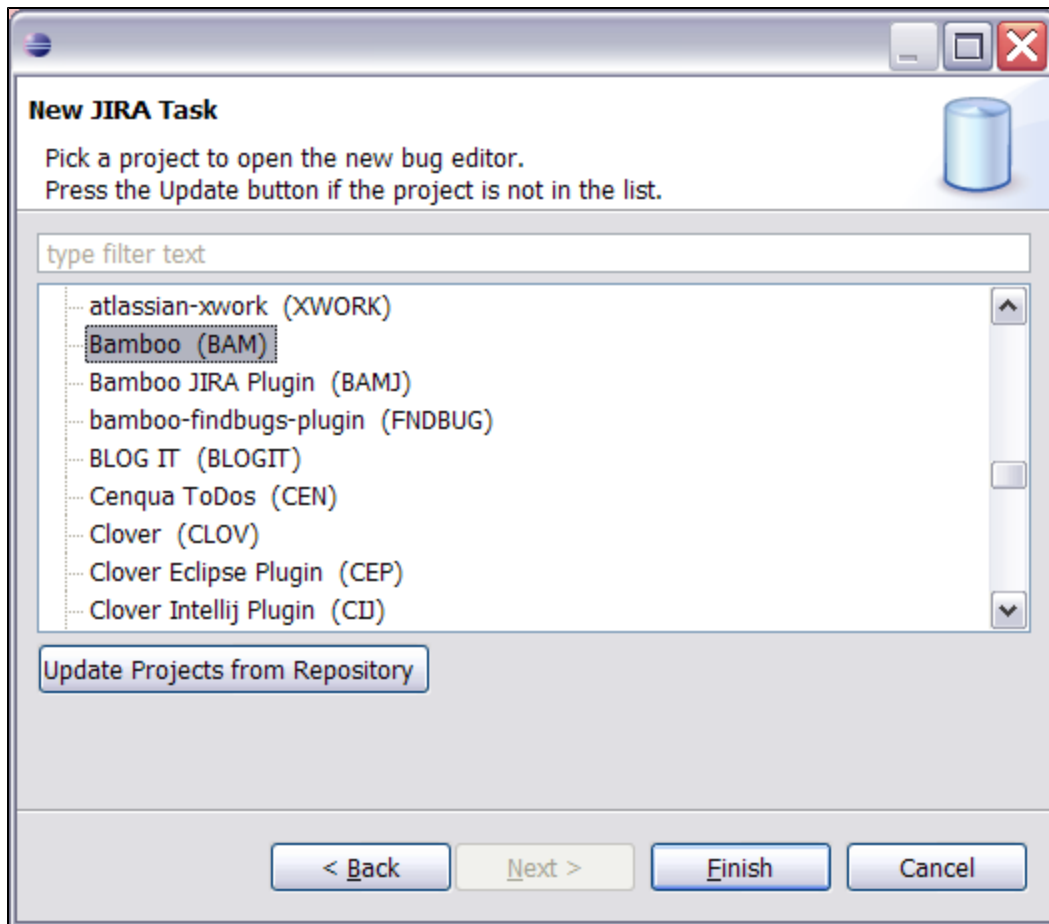 New JIRA Task
Pick a project to open the new bug editor.
Press the Update button if the project is not in the list.
type filter text
atlassian-xwork (XWORK)
Bamboo (BAM)
Bamboo JIRA Plugin (BAMJ)
bamboo-findbugs-plugin (FNDBUG)
BLOG IT (BLOGIT)
Cenqua ToDos (CEN)
Clover (CLOV)
Clover Eclipse Plugin (CEP)
Clover Intellij Plugin (CIJ)
Update Projects from Repository
< Back Next > Finish Cancel